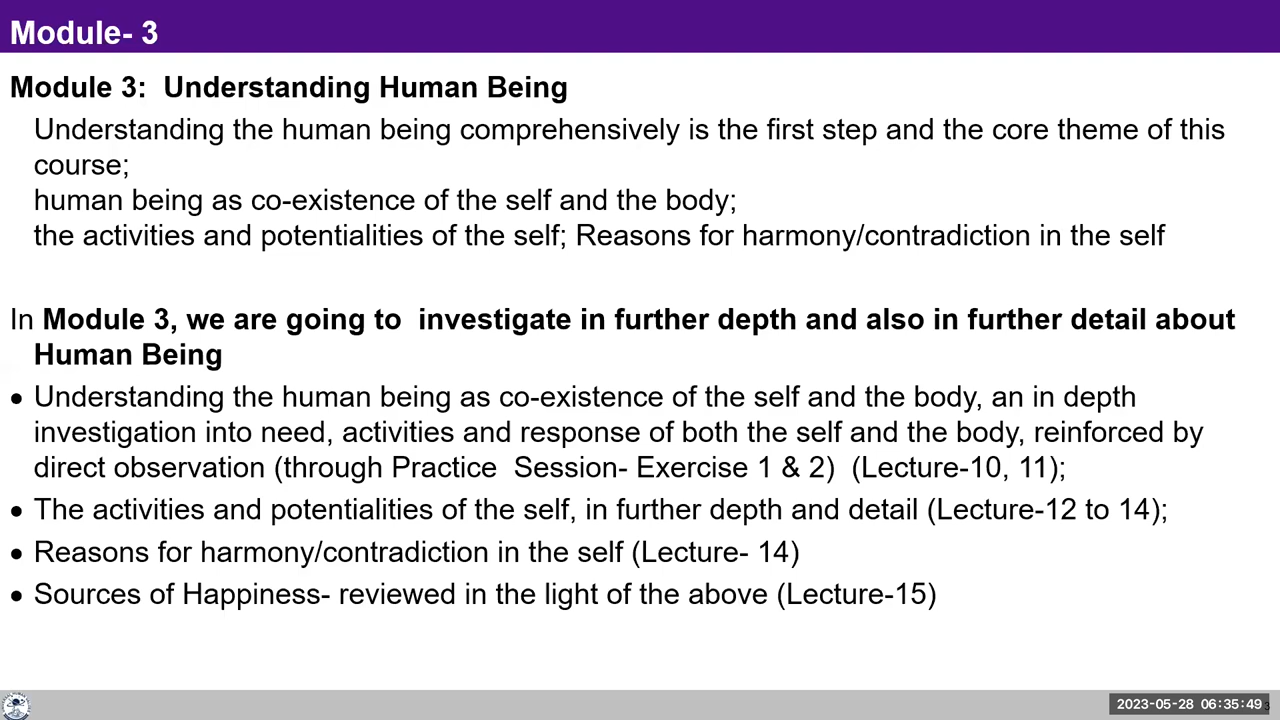 Module- 3
Module 3:  Understanding Human Being
Understanding the human being comprehensively is the first step and the core theme of this
course;
human being as co-existence of the self and the body;
the activities and potentialities of the self; Reasons for harmony/contradiction in the self
In Module 3, we are going to  investigate in further depth and also in further detail about
Human Being
• Understanding the human being as co-existence of the self and the body, an in depth
investigation into need, activities and response of both the self and the body, reinforced by
direct observation (through Practice  Session- Exercise 1 & 2)  (Lecture-10, 11);
• The activities and potentialities of the self, in further depth and detail (Lecture-12 to 14);
• Reasons for harmony/contradiction in the self (Lecture- 14)
• Sources of Happiness- reviewed in the light of the above (Lecture-15)
2023-05-28 06:35:49
3